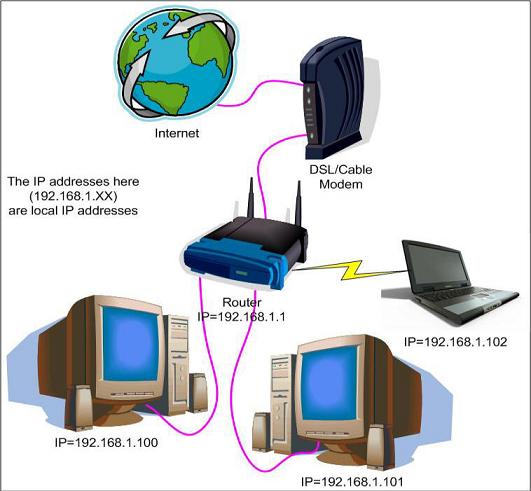 Internet
DSL/Cable
Modem
The IP addresses here
(192.168.1.XX)
are local IP addresses
Router
IP=192.168.1.1
IP=192.168.1.102
IP=192.168.1.100
IP=192.168.1.101